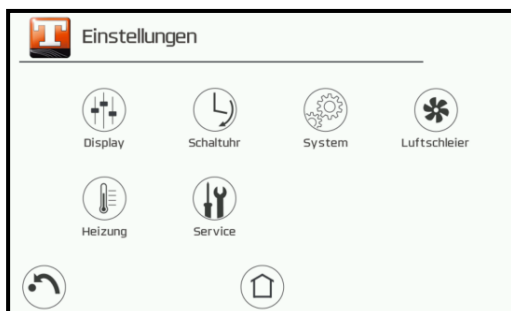 T Einstellungen
Display Schaltuhr System Luftschleier
Heizung Service